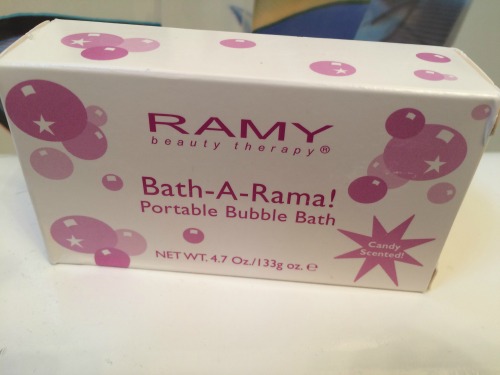 RAMY
beauty therapy®
Bath-A-Rama!
Portable Bubble Bath
NET WT. 4.7 Oz./133g oz. ℮
Candy
Scented!